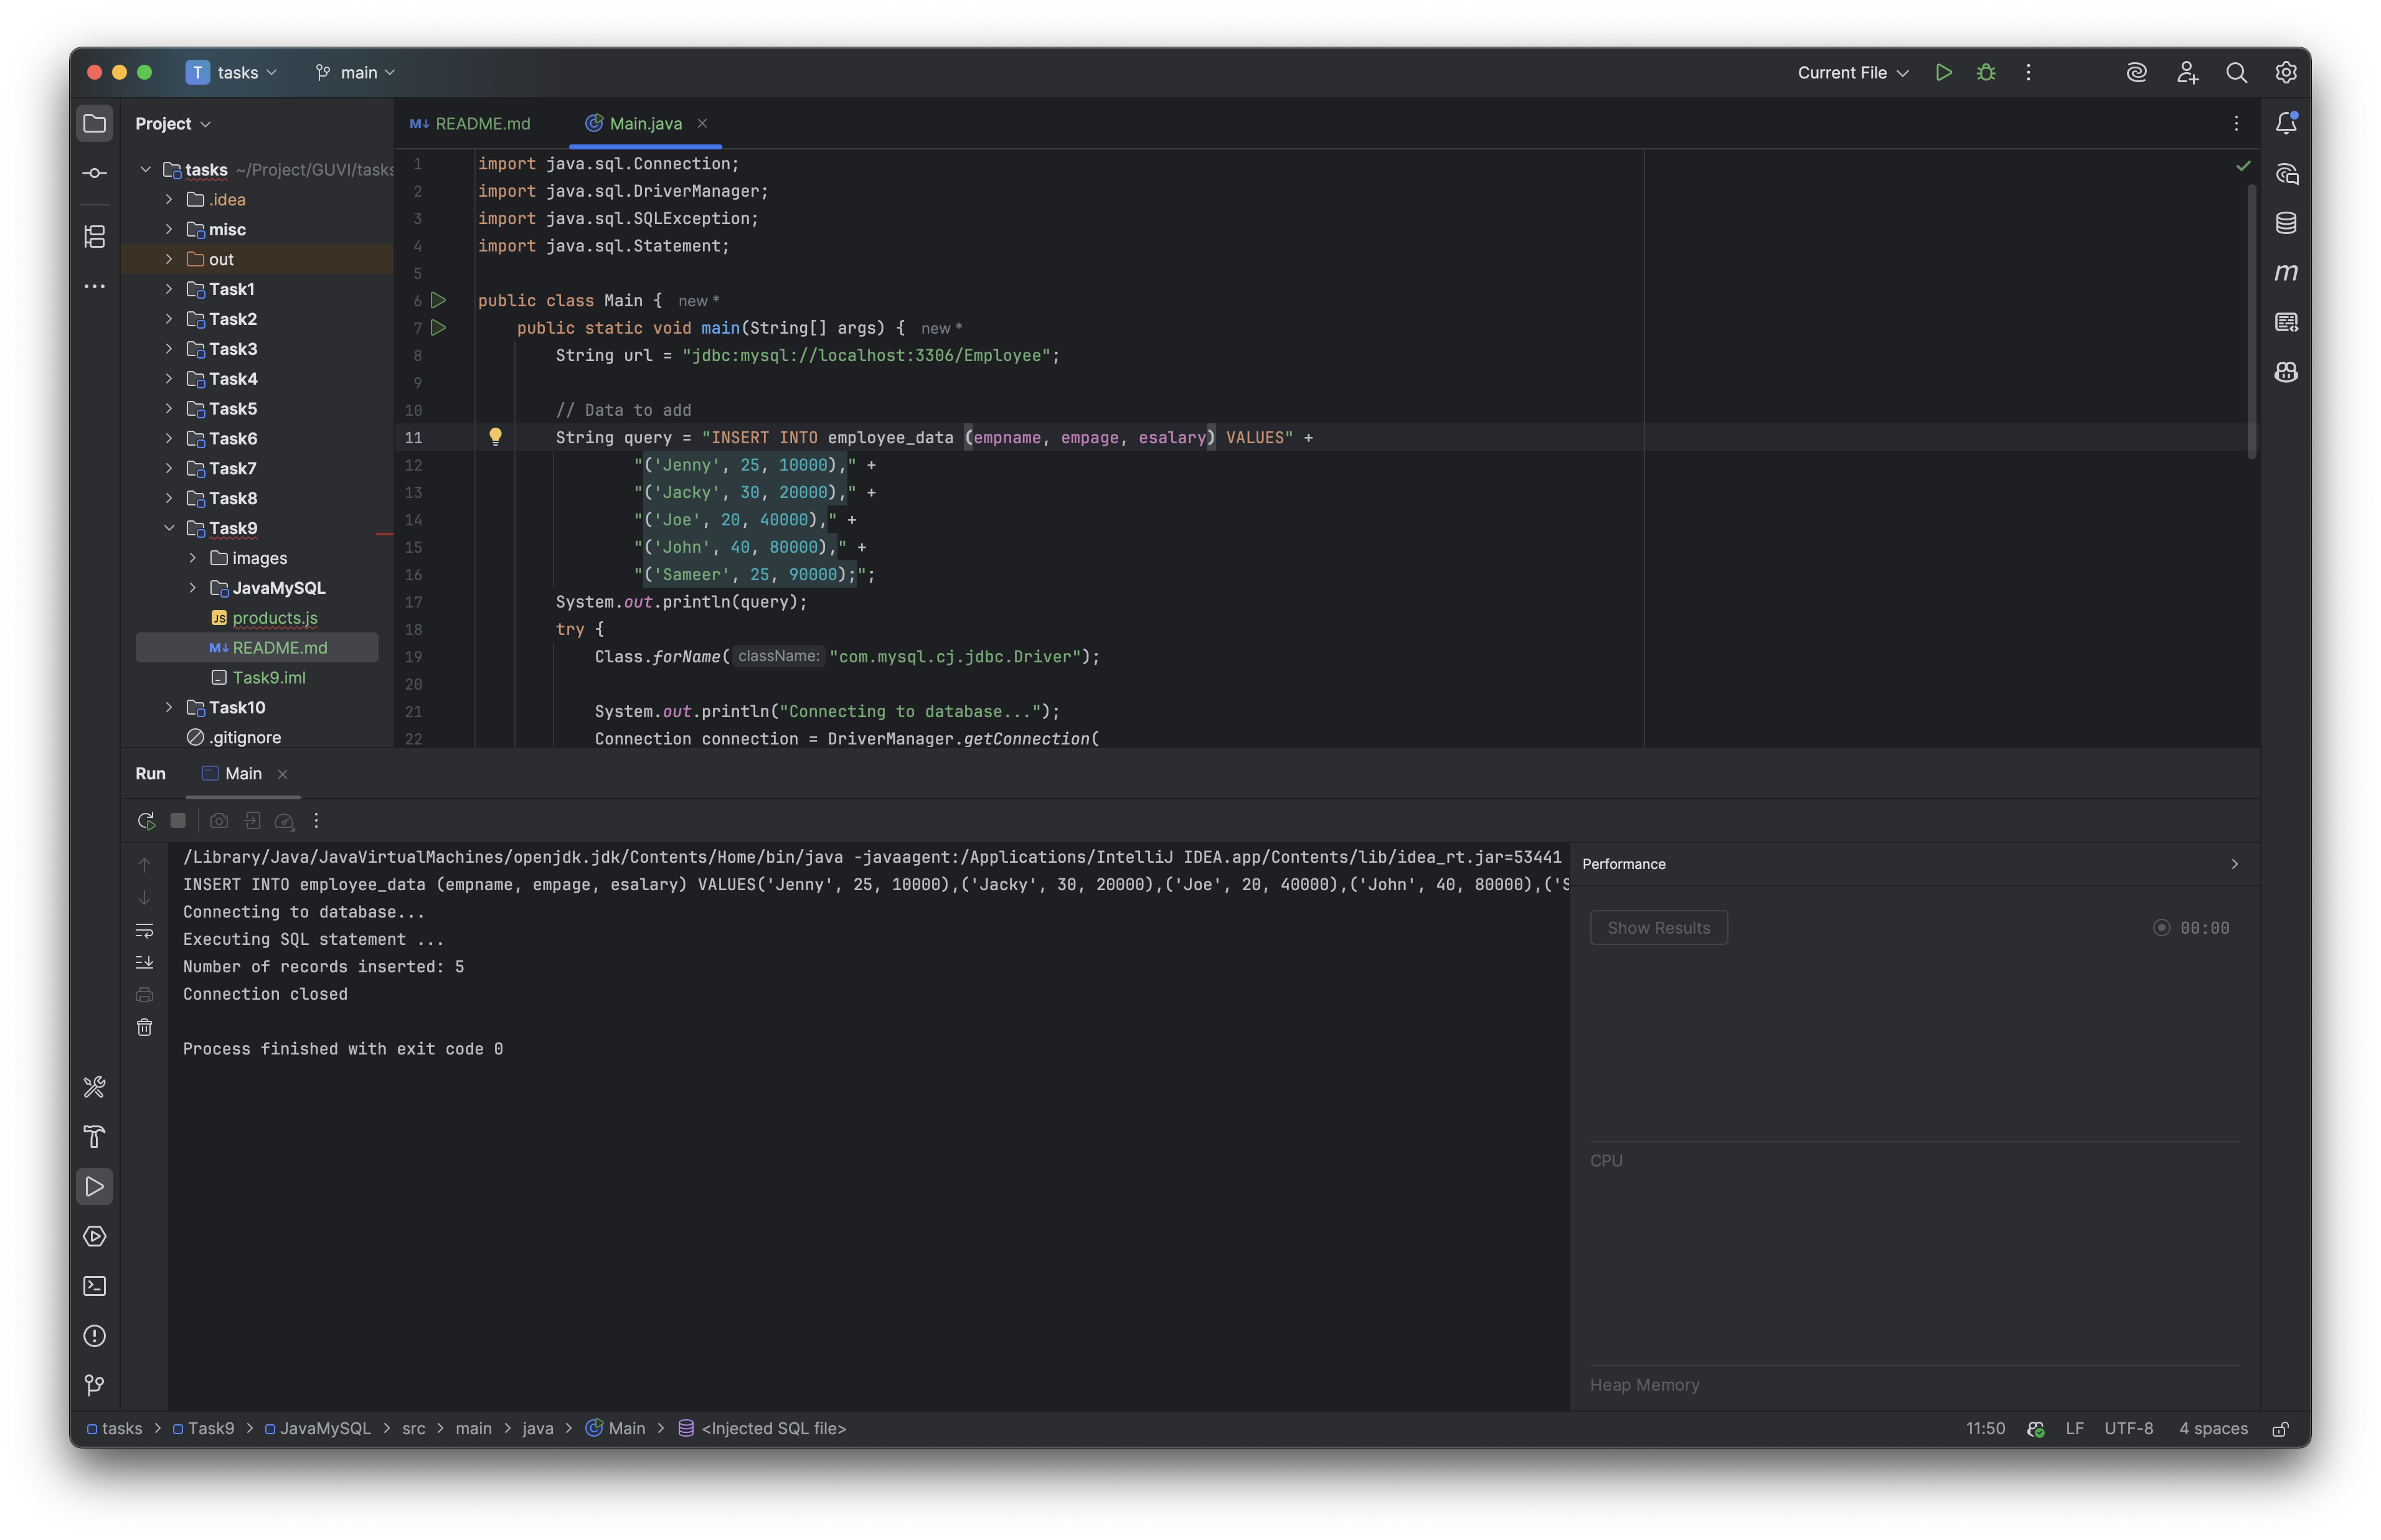 T tasks main Current File
Project
README.md Main.java
tasks ~/Project/GUVI/tasks
.idea
misc
out
Task1
Task2
Task3
Task4
Task5
Task6
Task7
Task8
Task9
images
JavaMySQL
JS products.js
M↓ README.md
Task9.iml
Task10
.gitignore
1 import java.sql.Connection;
2 import java.sql.DriverManager;
3 import java.sql.SQLException;
4 import java.sql.Statement;
5
6 public class Main { new *
7 public static void main(String[] args) { new *
8 String url = "jdbc:mysql://localhost:3306/Employee";
9
10 // Data to add
11 String query = "INSERT INTO employee_data (empname, empage, esalary) VALUES" +
12 "('Jenny', 25, 10000)," +
13 "('Jacky', 30, 20000)," +
14 "('Joe', 20, 40000)," +
15 "('John', 40, 80000)," +
16 "('Sameer', 25, 90000);";
17 System.out.println(query);
18 try {
19 Class.forName( className: "com.mysql.cj.jdbc.Driver");
20
21 System.out.println("Connecting to database...");
22 Connection connection = DriverManager.getConnection(
Run Main
/Library/Java/JavaVirtualMachines/openjdk.jdk/Contents/Home/bin/java -javaagent:/Applications/IntelliJ IDEA.app/Contents/lib/idea_rt.jar=53441
INSERT INTO employee_data (empname, empage, esalary) VALUES('Jenny', 25, 10000),('Jacky', 30, 20000),('Joe', 20, 40000),('John', 40, 80000),('S
Connecting to database...
Executing SQL statement ...
Number of records inserted: 5
Connection closed
Process finished with exit code 0
Performance
Show Results 00:00
CPU
Heap Memory
tasks > Task9 > JavaMySQL > src > main > java > Main > <Injected SQL file> 11:50 LF UTF-8 4 spaces